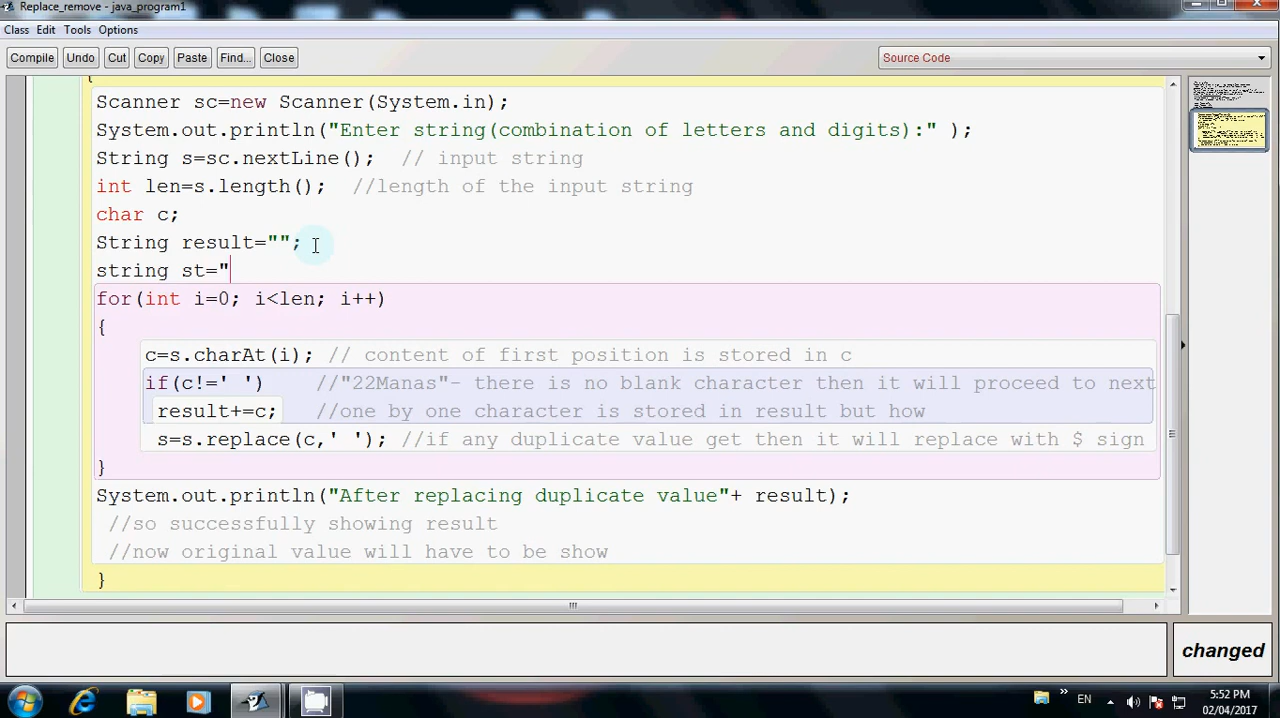 Replace_remove - java_program1
Class Edit Tools Options
Compile Undo Cut Copy Paste Find... Close Source Code
{
Scanner sc=new Scanner(System.in);
System.out.println("Enter string(combination of letters and digits):" );
String s=sc.nextLine(); // input string
int len=s.length(); //length of the input string
char c;
String result="";
string st="
for(int i=0; i<len; i++)
{
c=s.charAt(i); // content of first position is stored in c
if(c!=' ') //"22Manas"- there is no blank character then it will proceed to next
result+=c; //one by one character is stored in result but how
s=s.replace(c,' '); //if any duplicate value get then it will replace with $ sign
}
System.out.println("After replacing duplicate value"+ result);
//so successfully showing result
//now original value will have to be show
}
changed
EN
5:52 PM
02/04/2017